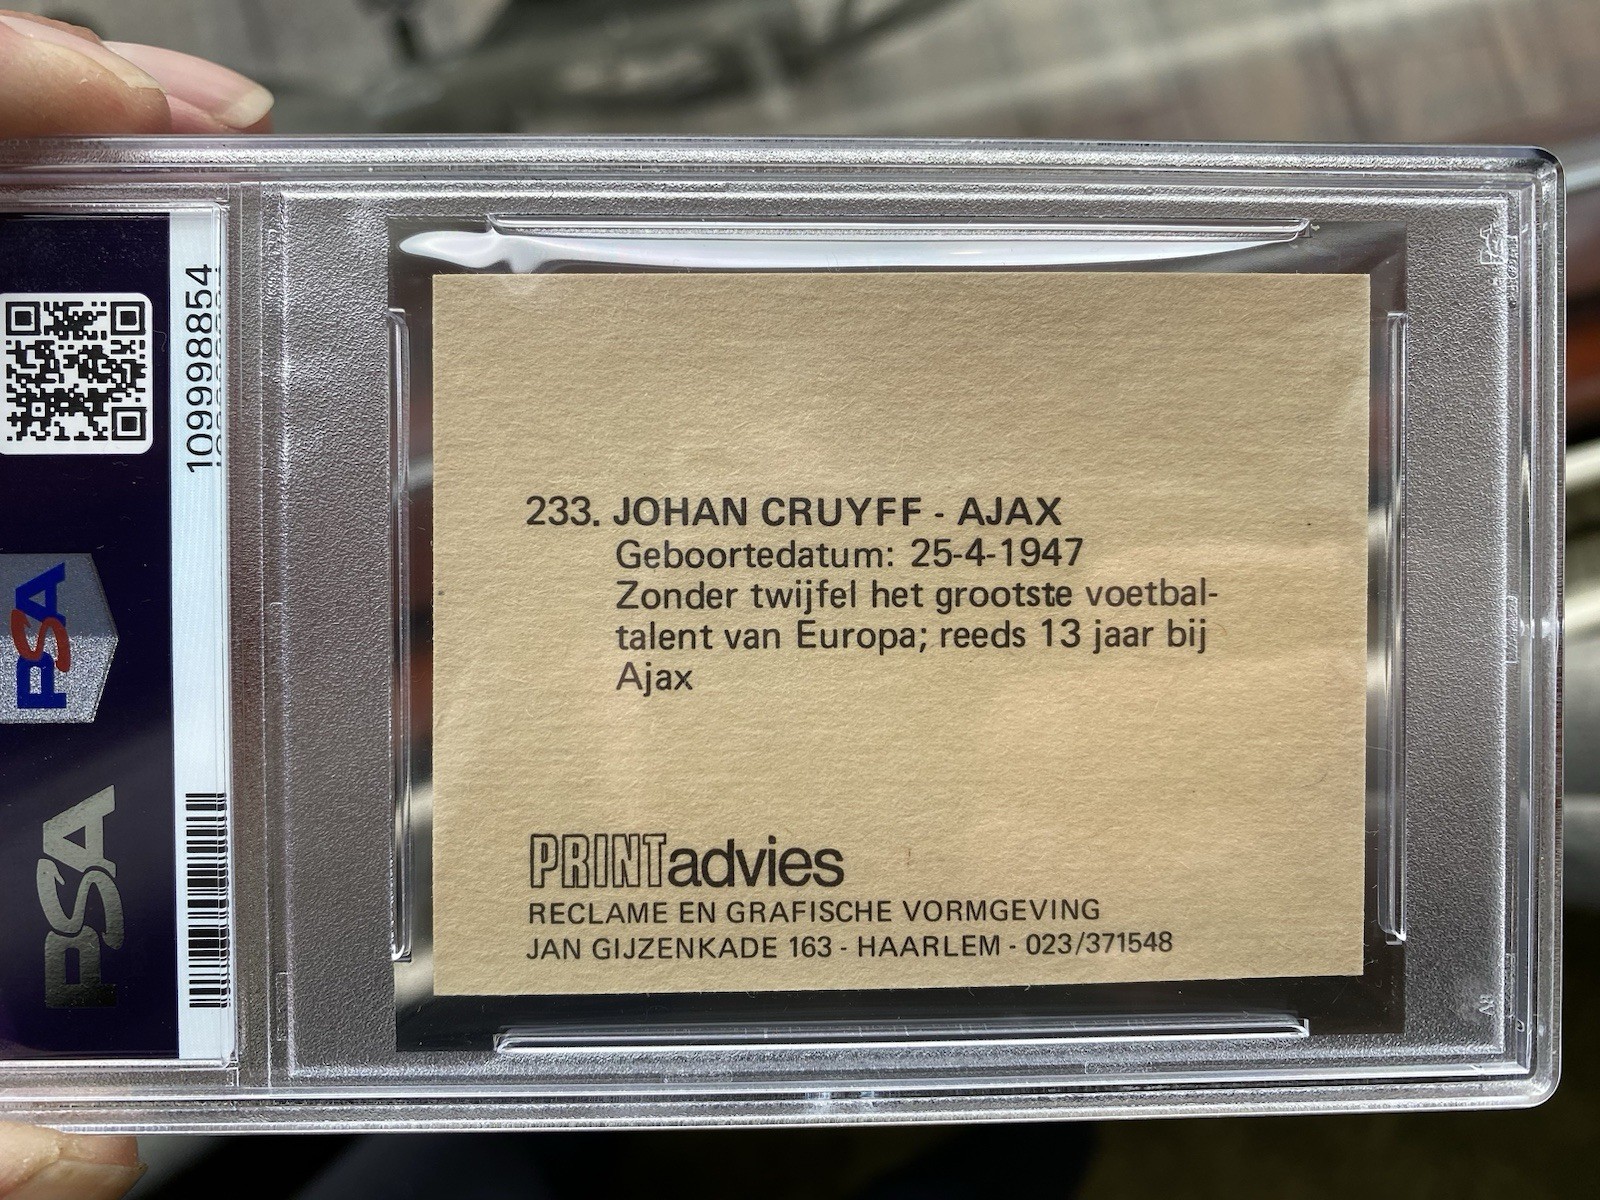 109998854
PSA
PSA
233. JOHAN CRUYFF - AJAX
Geboortedatum: 25-4-1947
Zonder twijfel het grootste voetbal-
talent van Europa; reeds 13 jaar bij
Ajax
PRINTadvies
RECLAME EN GRAFISCHE VORMGEVING
JAN GIJZENKADE 163 - HAARLEM - 023/371548